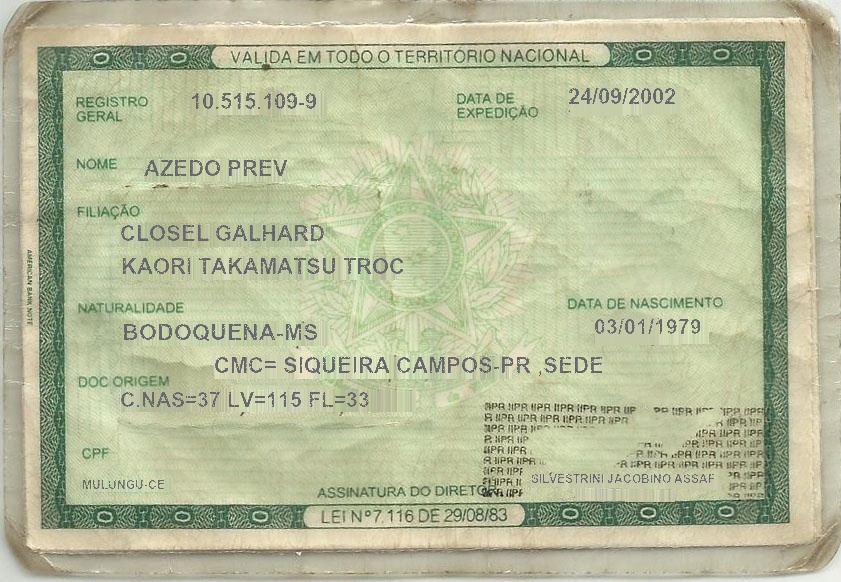 VALIDA EM TODO O TERRITÓRIO NACIONAL
REGISTRO GERAL 10.515.109-9 DATA DE EXPEDIÇÃO 24/09/2002
NOME AZEDO PREV
FILIAÇÃO
CLOSEL GALHARD
KAORI TAKAMATSU TROC
NATURALIDADE DATA DE NASCIMENTO
BODOQUENA-MS 03/01/1979
CMC= SIQUEIRA CAMPOS-PR ,SEDE
DOC ORIGEM
C.NAS=37 LV=115 FL=33
CPF
MULUNGU-CE SILVESTRINI JACOBINO ASSAF
ASSINATURA DO DIRETOR
LEI Nº 7.116 DE 29/08/83
AMERICAN BANK NOTE